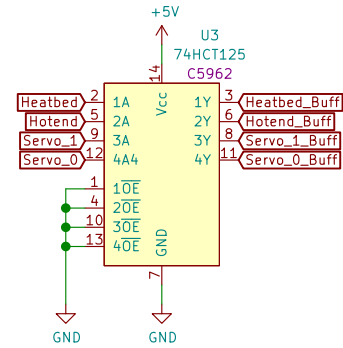 +5V
U3
74HCT125
C5962
14
Vcc
Heatbed 2 1A 1Y 3 Heatbed_Buff
Hotend 5 2A 2Y 6 Hotend_Buff
Servo_1 9 3A 3Y 8 Servo_1_Buff
Servo_0 12 4A4 4Y 11 Servo_0_Buff
1 1OE
4 2OE
10 3OE
13 4OE
GND
7
GND GND